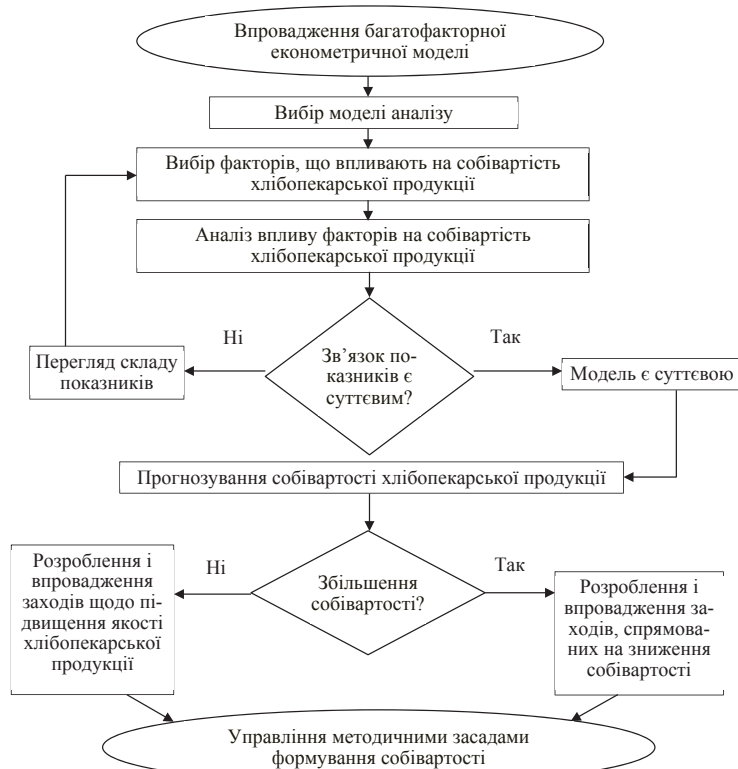 Впровадження багатофакторної
економетричної моделі
Вибір моделі аналізу
Вибір факторів, що впливають на собівартість
хлібопекарської продукції
Аналіз впливу факторів на собівартість
хлібопекарської продукції
Ні
Так
Перегляд складу
показників
Зв’язок по-
казників є
суттєвим?
Модель є суттєвою
Прогнозування собівартості хлібопекарської продукції
Ні
Так
Розроблення і
впровадження
заходів щодо пі-
двищення якості
хлібопекарської
продукції
Збільшення
собівартості?
Розроблення і
впровадження за-
ходів, спрямова-
них на зниження
собівартості
Управління методичними засадами
формування собівартості